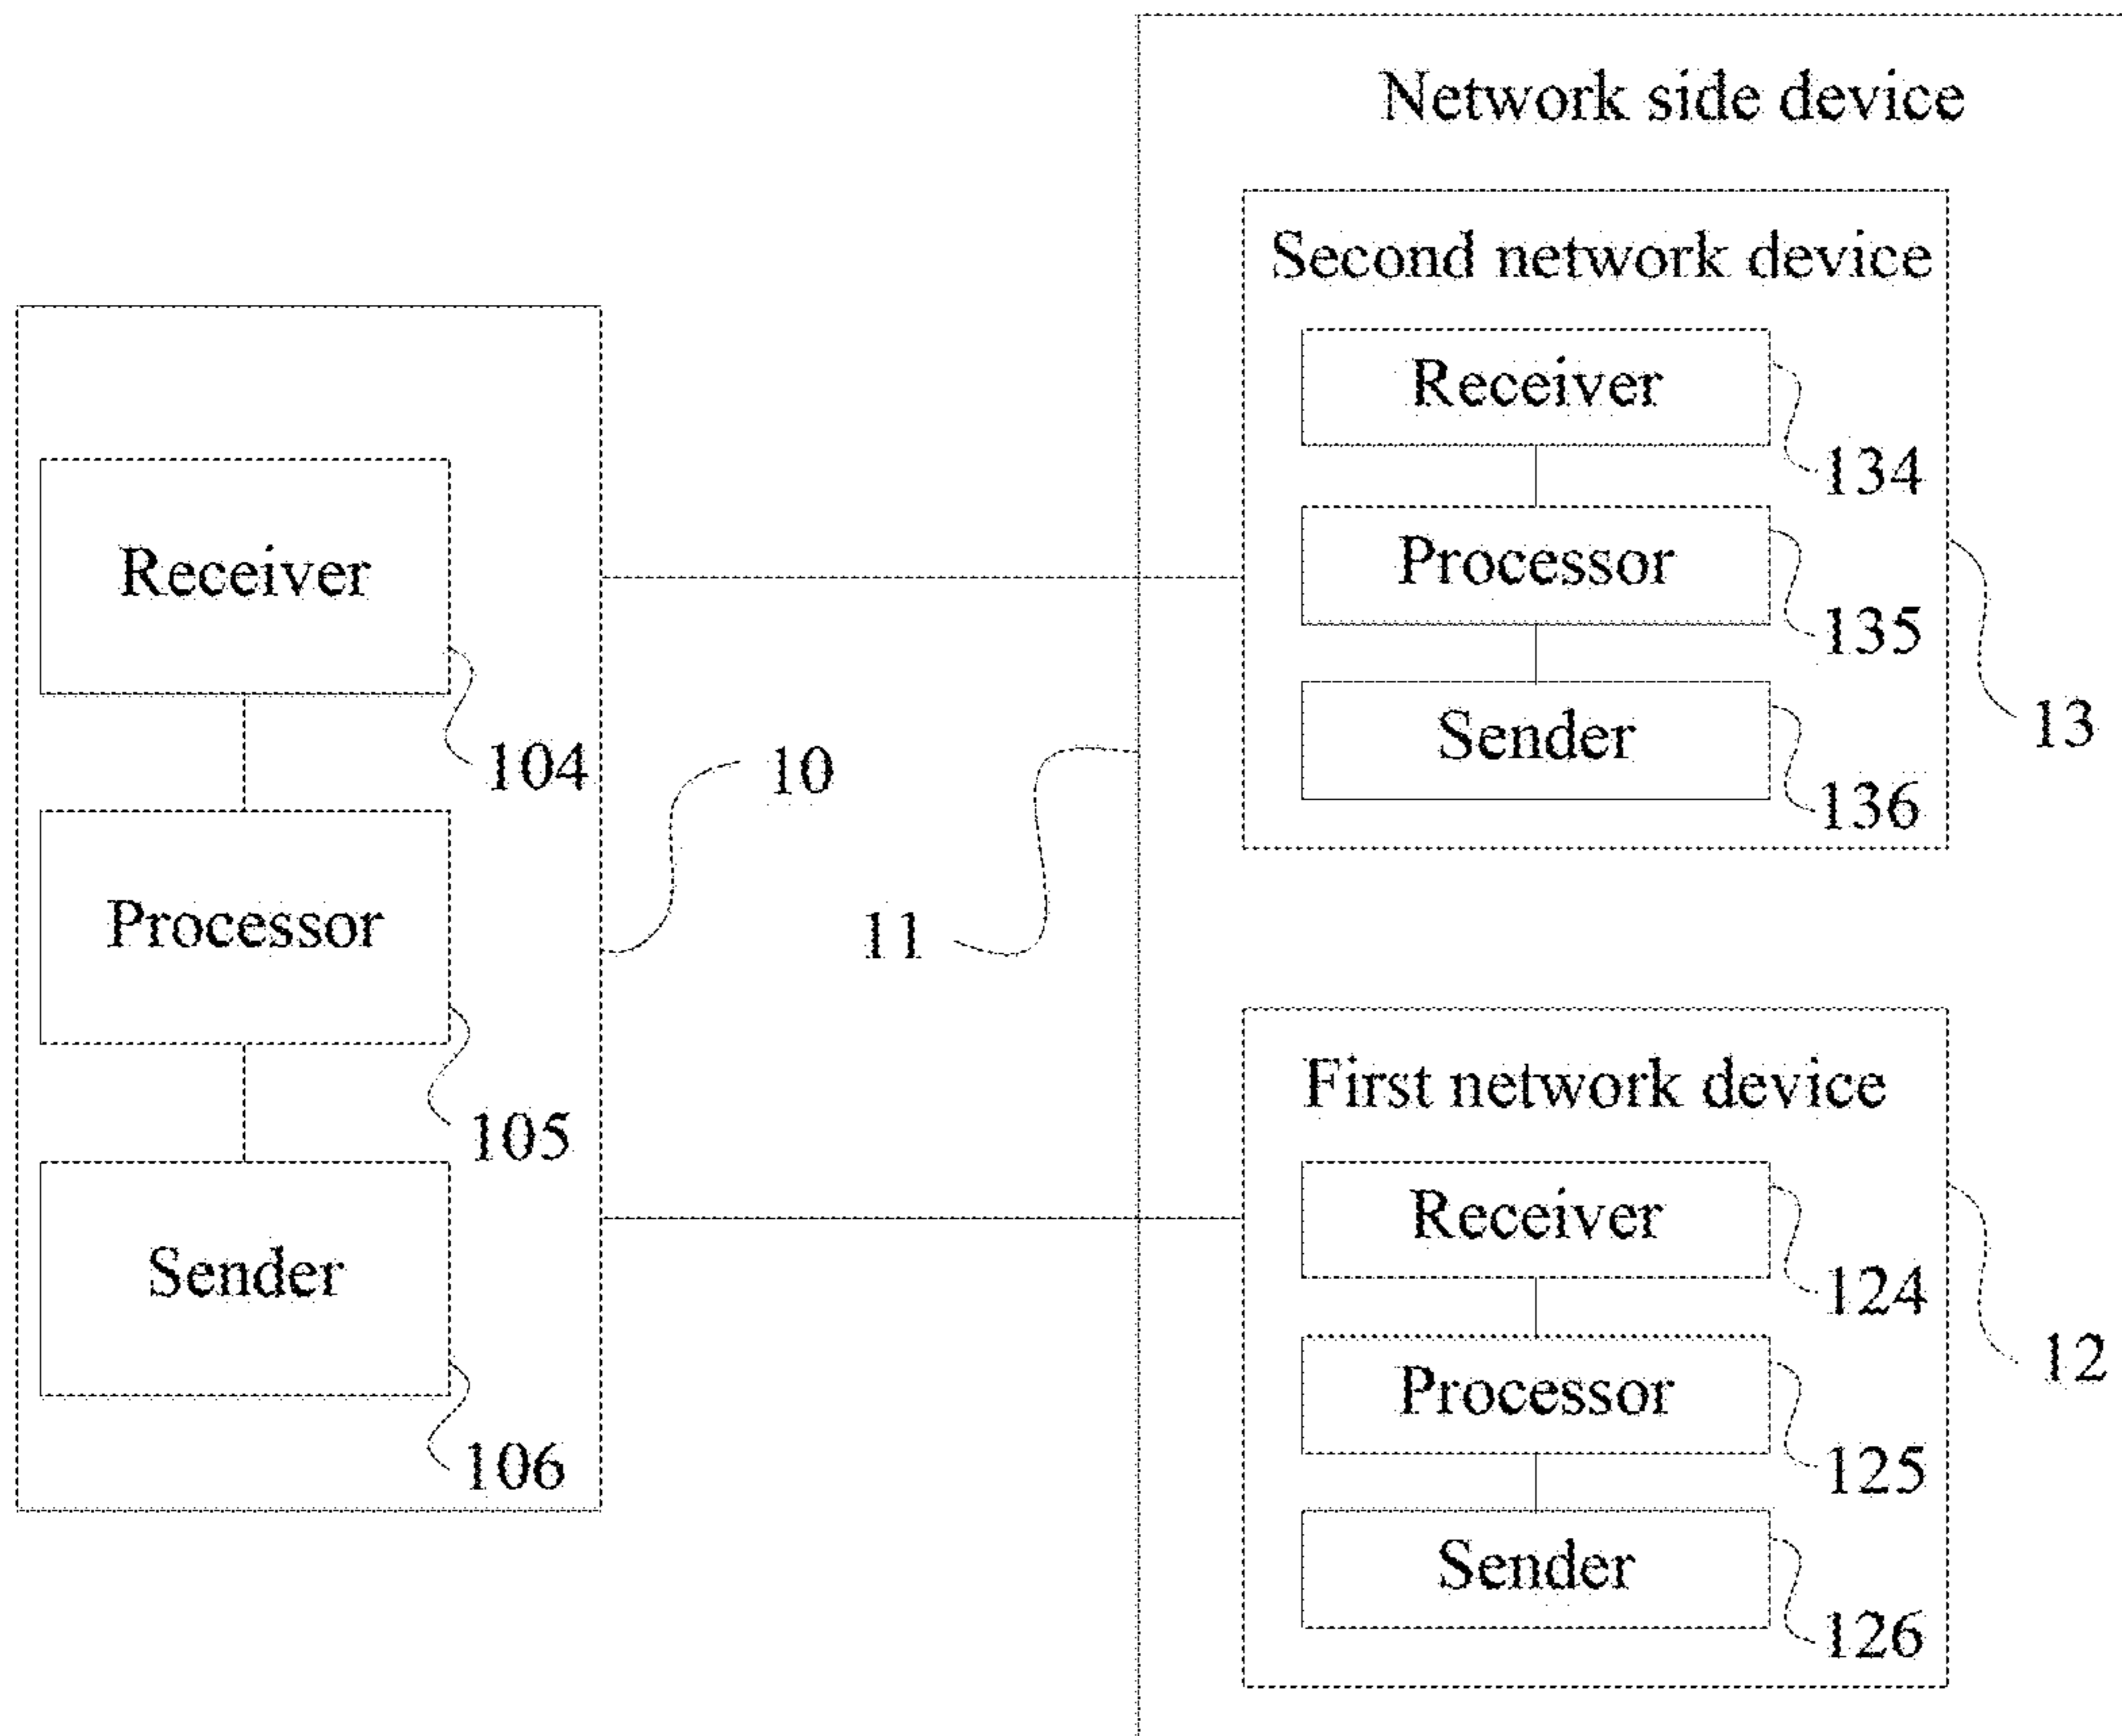 Network side device
Second network device
Receiver
134
Processor
135
Sender
136
13
Receiver
104
Processor
105
Sender
106
10
11
First network device
Receiver
124
Processor
125
Sender
126
12